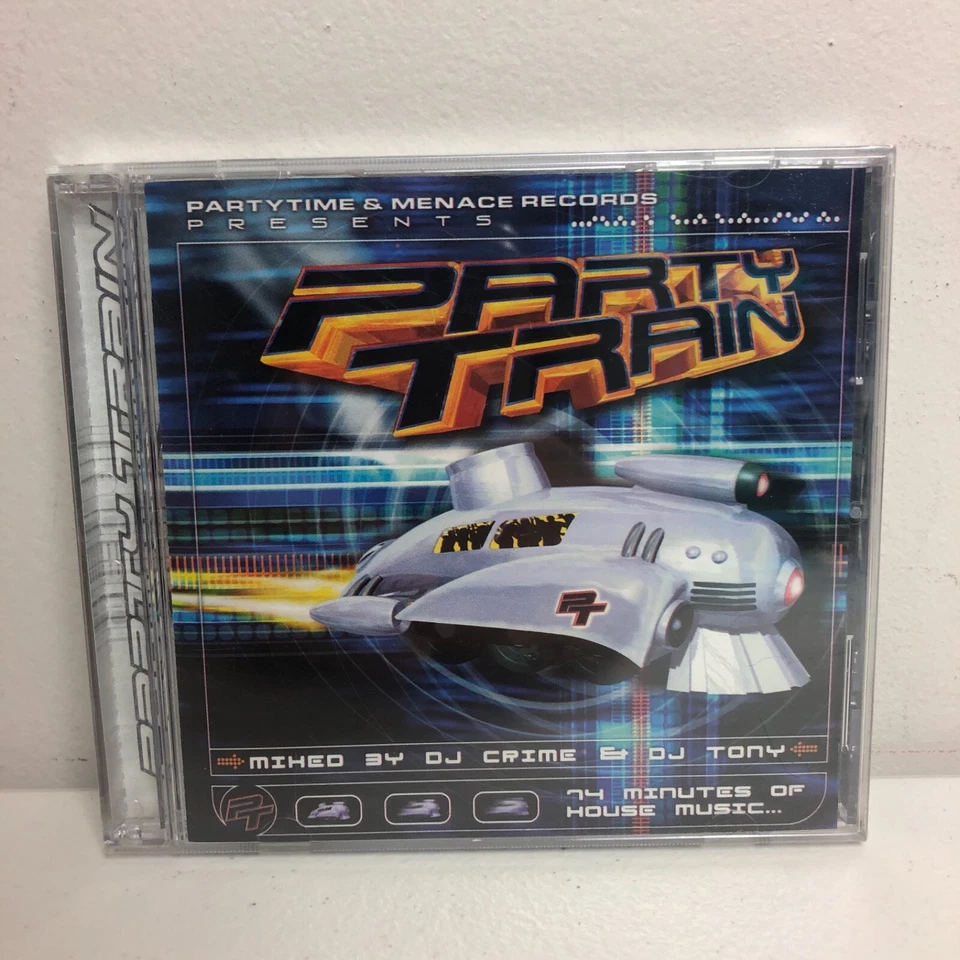 PARTYTIME & MENACE RECORDS
PRESENTS
PARTY
TRAIN
PT
MIXED BY DJ CRIME & DJ TONY
PT
74 MINUTES OF
HOUSE MUSIC...
PARTY TRAIN